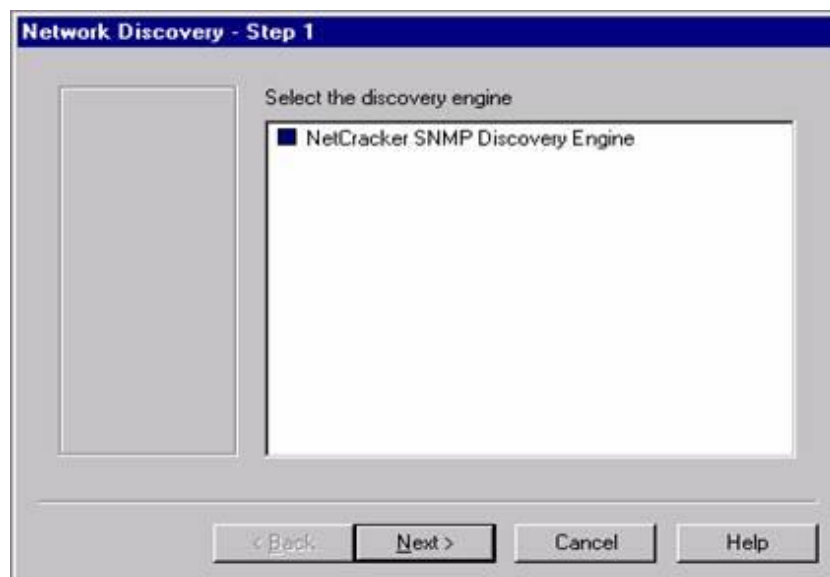 Network Discovery - Step 1
Select the discovery engine
NetCracker SNMP Discovery Engine
< Back
Next >
Cancel
Help